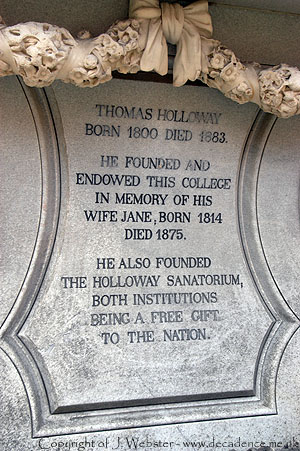 THOMAS HOLLOWAY
BORN 1800 DIED 1883.
HE FOUNDED AND
ENDOWED THIS COLLEGE
IN MEMORY OF HIS
WIFE JANE, BORN 1814
DIED 1875.
HE ALSO FOUNDED
THE HOLLOWAY SANATORIUM,
BOTH INSTITUTIONS
BEING A FREE GIFT
TO THE NATION.
Copyright of J. Webster - www.decadence.me.uk